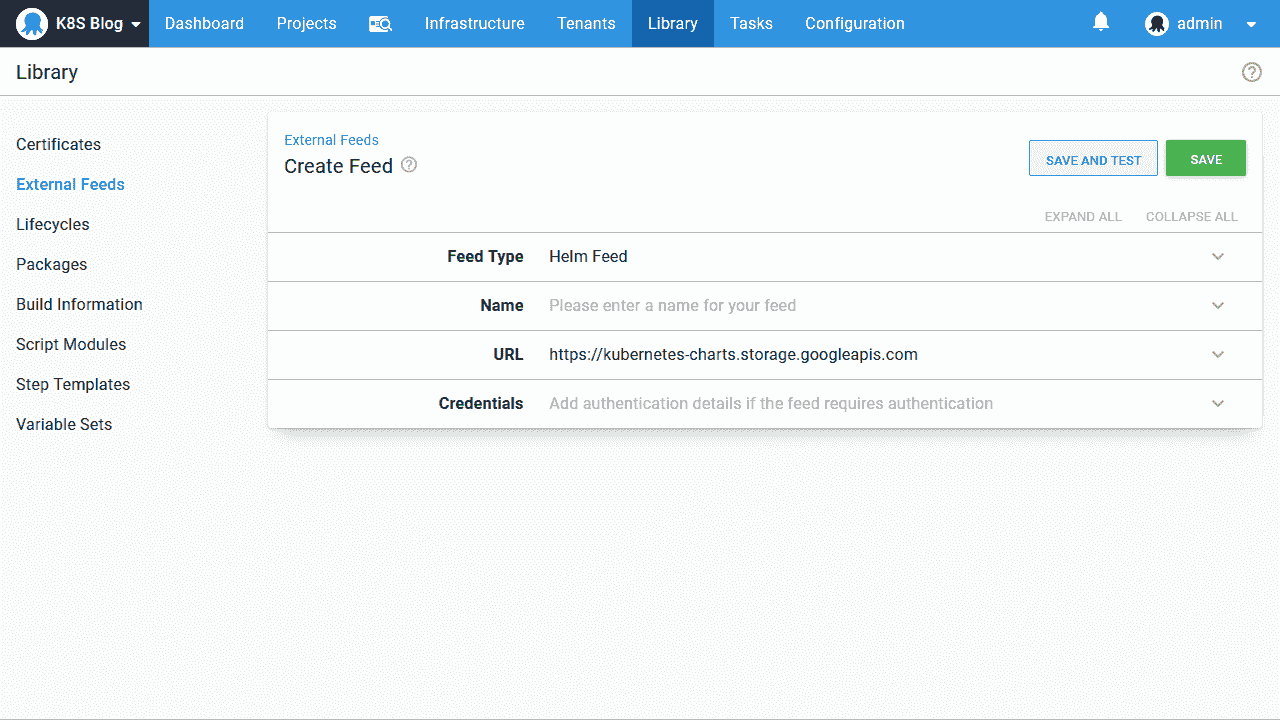 K8S Blog Dashboard Projects Infrastructure Tenants Library Tasks Configuration admin
Library
Certificates
External Feeds
Lifecycles
Packages
Build Information
Script Modules
Step Templates
Variable Sets
External Feeds
Create Feed
SAVE AND TEST SAVE
EXPAND ALL COLLAPSE ALL
Feed Type Helm Feed
Name Please enter a name for your feed
URL https://kubernetes-charts.storage.googleapis.com
Credentials Add authentication details if the feed requires authentication